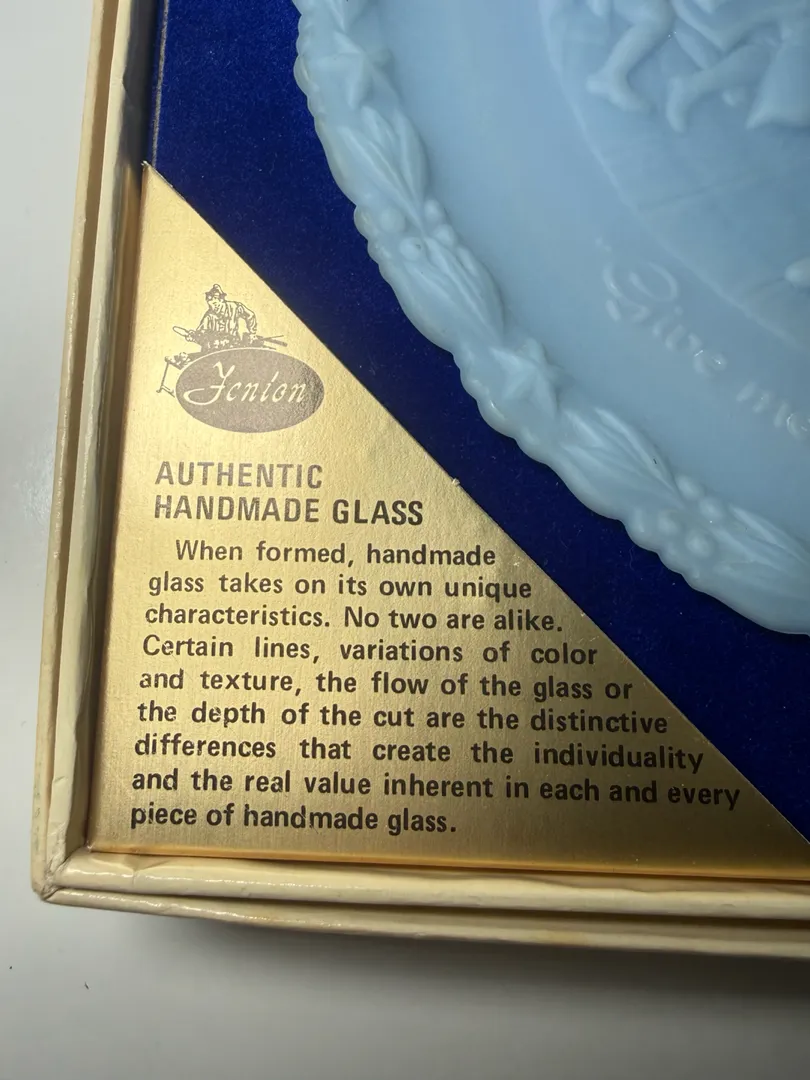 Fenton
AUTHENTIC
HANDMADE GLASS
When formed, handmade
glass takes on its own unique
characteristics. No two are alike.
Certain lines, variations of color
and texture, the flow of the glass or
the depth of the cut are the distinctive
differences that create the individuality
and the real value inherent in each and every
piece of handmade glass.
"Give me